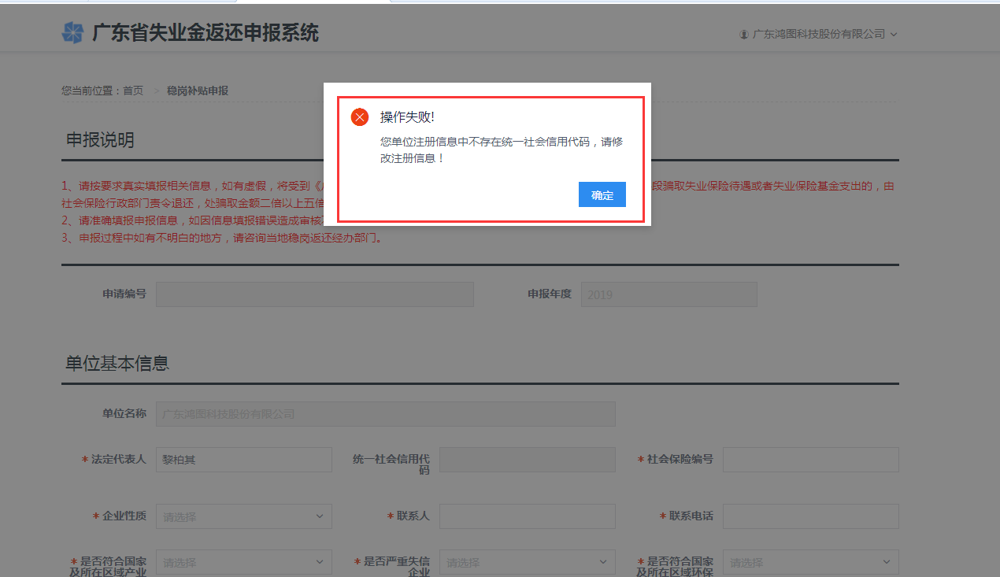 广东省失业金返还申报系统
广东鸿图科技股份有限公司
您当前位置：首页 > 稳岗补贴申报
操作失败!
您单位注册信息中不存在统一社会信用代码，请修
改注册信息！
确定
申报说明
1、请按要求真实填报相关信息，如有虚假，将受到《
段骗取失业保险待遇或者失业保险基金支出的，由
社会保险行政部门责令退还，处骗取金额二倍以上五倍
2、请准确填报申报信息，如因信息填报错误造成审核
3、申报过程中如有不明白的地方，请咨询当地稳岗返还经办部门。
申请编号
申报年度 2019
单位基本信息
单位名称 广东鸿图科技股份有限公司
* 法定代表人 黎柏其
统一社会信用代
码
* 社会保险编号
* 企业性质 请选择
* 联系人
* 联系电话
* 是否符合国家
及所在区域产业
请选择
* 是否严重失信
企业
请选择
* 是否符合国家
及所在区域环保
请选择